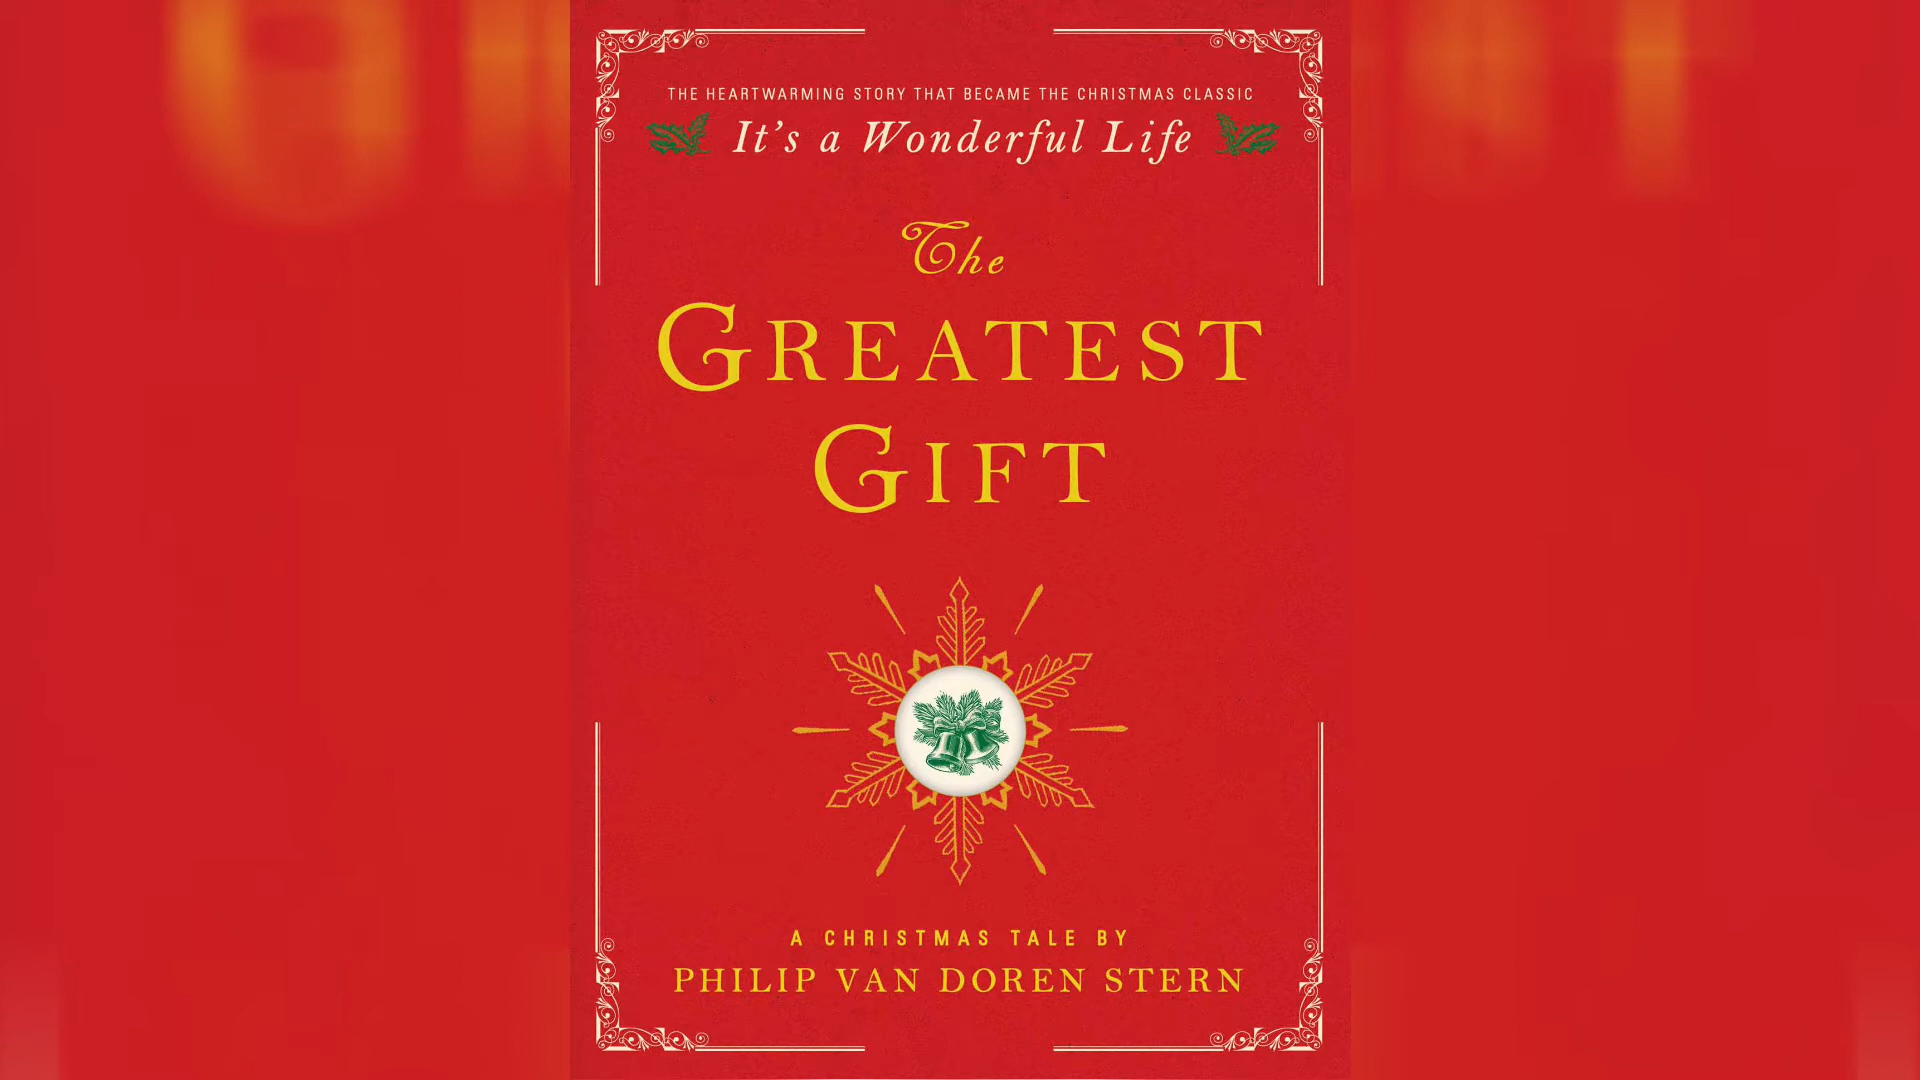 THE HEARTWARMING STORY THAT BECAME THE CHRISTMAS CLASSIC
It's a Wonderful Life
The
GREATEST
GIFT
A CHRISTMAS TALE BY
PHILIP VAN DOREN STERN